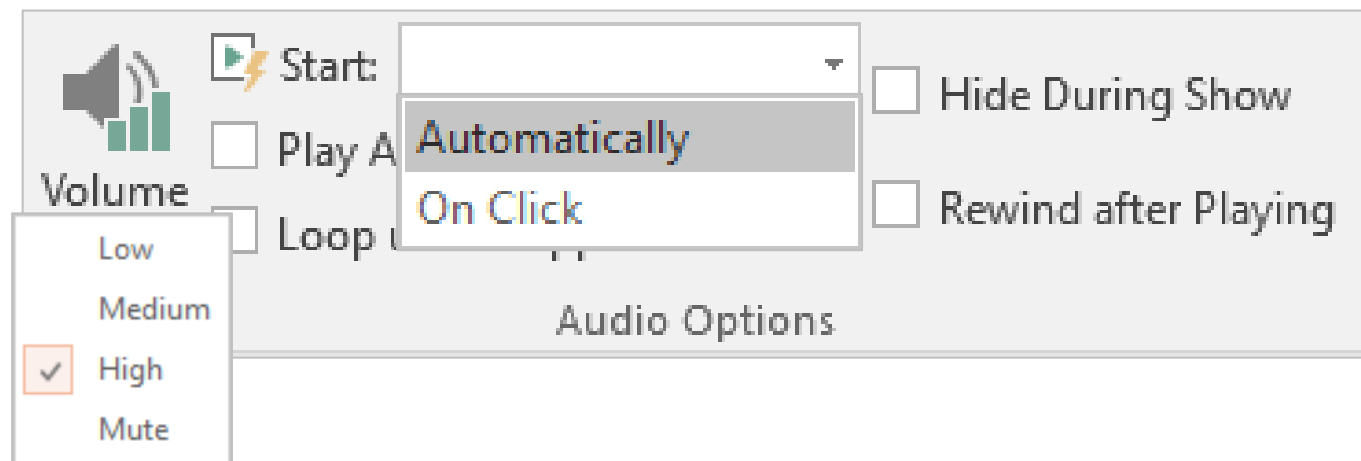 Start:
Automatically
On Click
Play A
Loop
Hide During Show
Rewind after Playing
Volume
Low
Medium
High
Mute
Audio Options